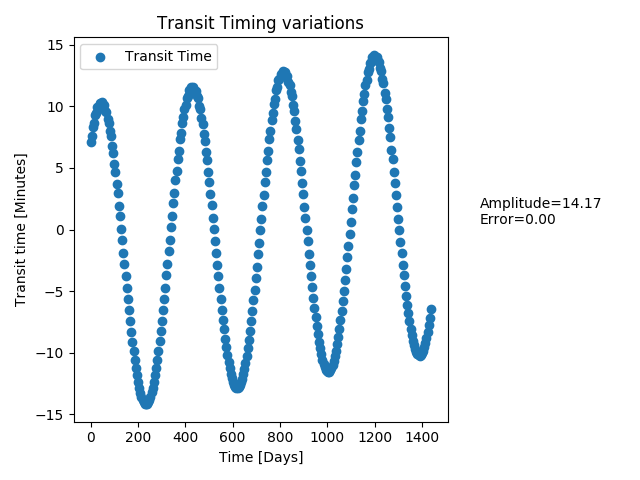 Transit Timing variations
Transit Time
Transit time [Minutes]
15
10
5
0
−5
−10
−15
0 200 400 600 800 1000 1200 1400
Time [Days]
Amplitude=14.17
Error=0.00